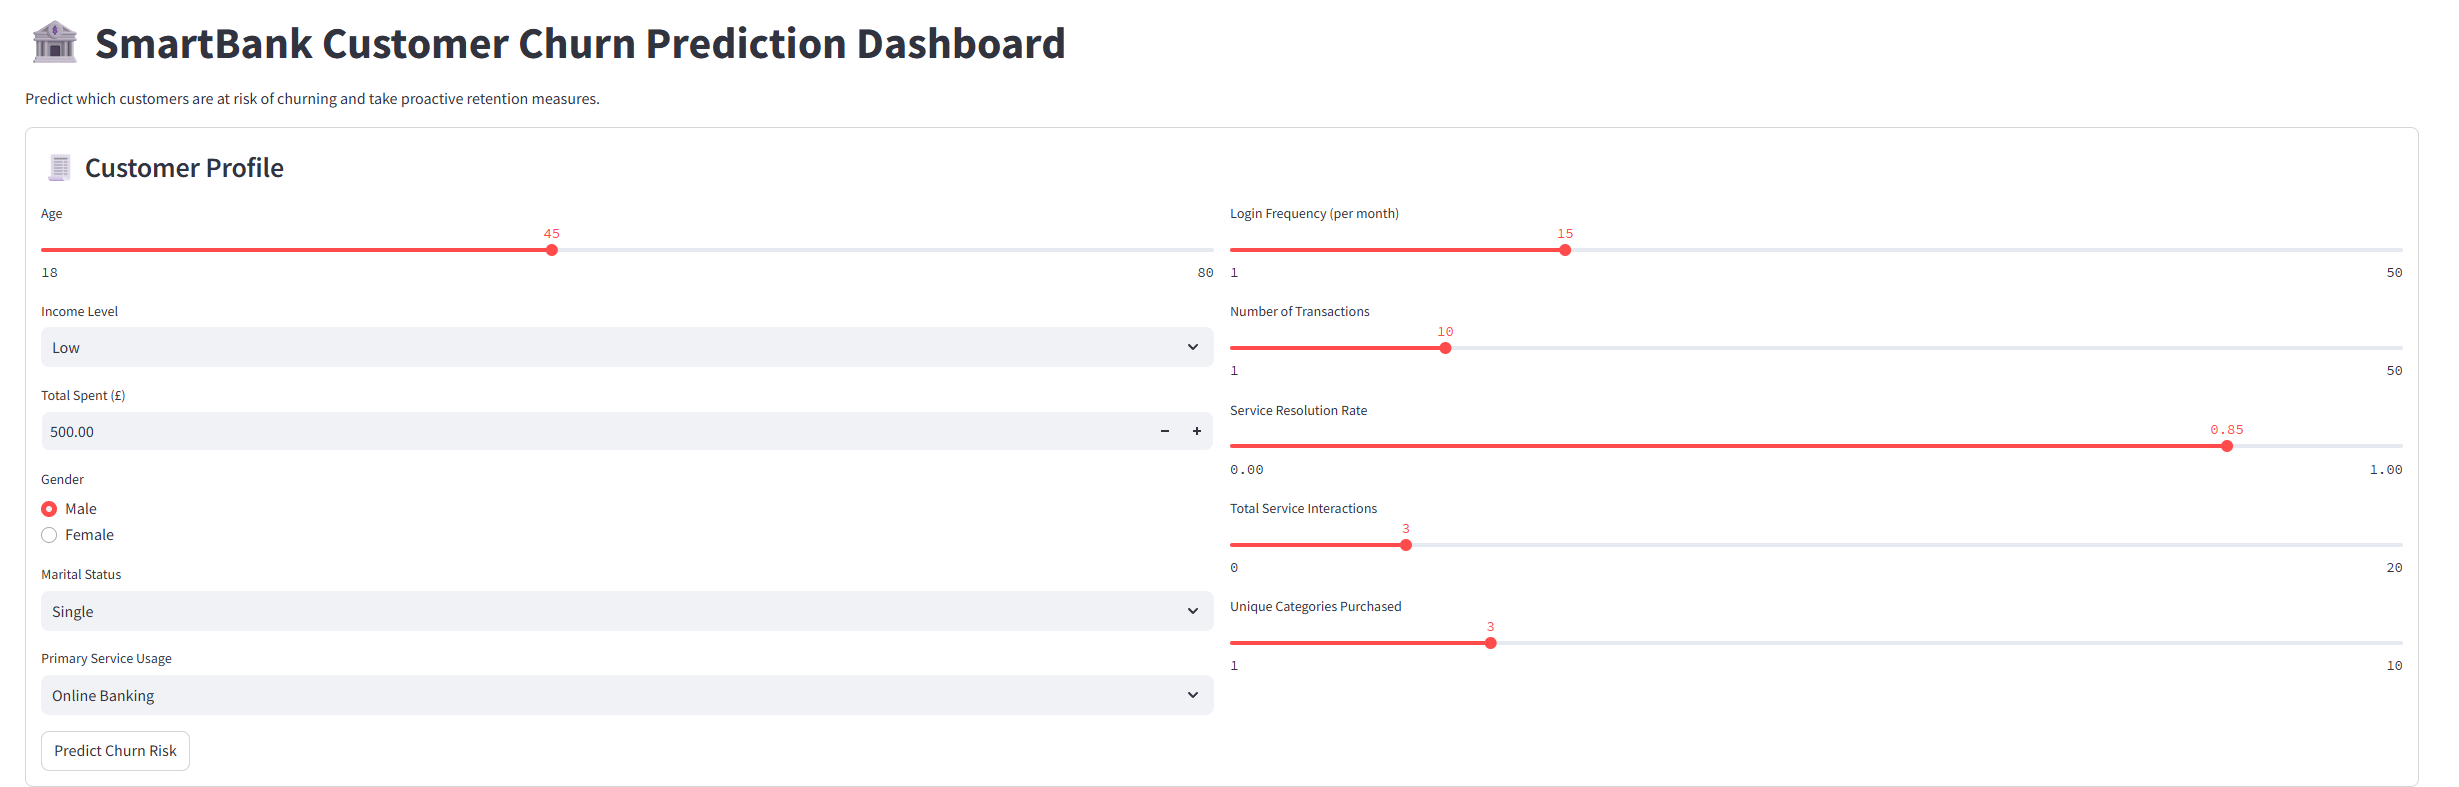 SmartBank Customer Churn Prediction Dashboard
Predict which customers are at risk of churning and take proactive retention measures.
Customer Profile
Age
45
18 80
Income Level
Low
Total Spent (£)
500.00
Gender
Male
Female
Marital Status
Single
Primary Service Usage
Online Banking
Predict Churn Risk
Login Frequency (per month)
15
1 50
Number of Transactions
10
1 50
Service Resolution Rate
0.85
0.00 1.00
Total Service Interactions
3
0 20
Unique Categories Purchased
3
1 10